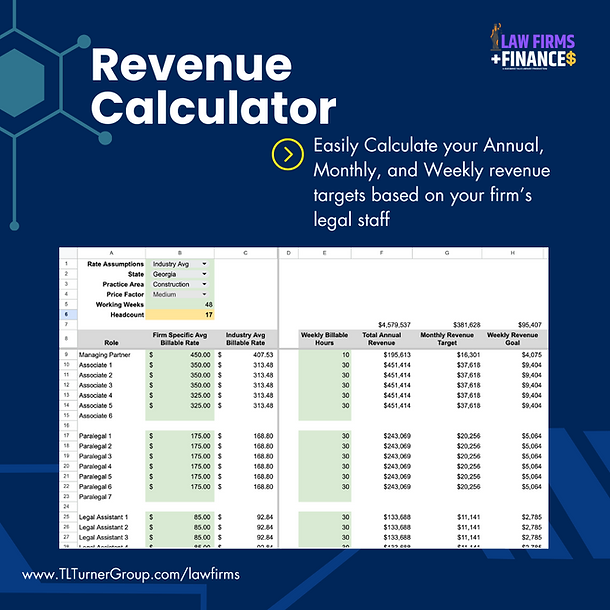 LAW FIRMS
+FINANCE$
Revenue
Calculator
Easily Calculate your Annual,
Monthly, and Weekly revenue
targets based on your firm's
legal staff
A B C D E F G H
1 Rate Assumptions Industry Avg
2 State Georgia
3 Practice Area Construction
4 Price Factor Medium
5 Working Weeks 48
6 Headcount 17
7 $4,579,537 $381,628 $95,407
8 Role Firm Specific Avg Billable Rate Industry Avg Billable Rate Weekly Billable Hours Total Annual Revenue Monthly Revenue Target Weekly Revenue Goal
9 Managing Partner $ 450.00 $ 407.53 10 $195,613 $16,301 $4,075
10 Associate 1 $ 350.00 $ 313.48 30 $451,414 $37,618 $9,404
11 Associate 2 $ 350.00 $ 313.48 30 $451,414 $37,618 $9,404
12 Associate 3 $ 350.00 $ 313.48 30 $451,414 $37,618 $9,404
13 Associate 4 $ 325.00 $ 313.48 30 $451,414 $37,618 $9,404
14 Associate 5 $ 325.00 $ 313.48 30 $451,414 $37,618 $9,404
15 Associate 6
16
17 Paralegal 1 $ 175.00 $ 168.80 30 $243,069 $20,256 $5,064
18 Paralegal 2 $ 175.00 $ 168.80 30 $243,069 $20,256 $5,064
19 Paralegal 3 $ 175.00 $ 168.80 30 $243,069 $20,256 $5,064
20 Paralegal 4 $ 175.00 $ 168.80 30 $243,069 $20,256 $5,064
21 Paralegal 5 $ 175.00 $ 168.80 30 $243,069 $20,256 $5,064
22 Paralegal 6 $ 175.00 $ 168.80 30 $243,069 $20,256 $5,064
23 Paralegal 7
24
25 Legal Assistant 1 $ 85.00 $ 92.84 30 $133,688 $11,141 $2,785
26 Legal Assistant 2 $ 85.00 $ 92.84 30 $133,688 $11,141 $2,785
27 Legal Assistant 3 $ 85.00 $ 92.84 30 $133,688 $11,141 $2,785
www.TLTurnerGroup.com/lawfirms